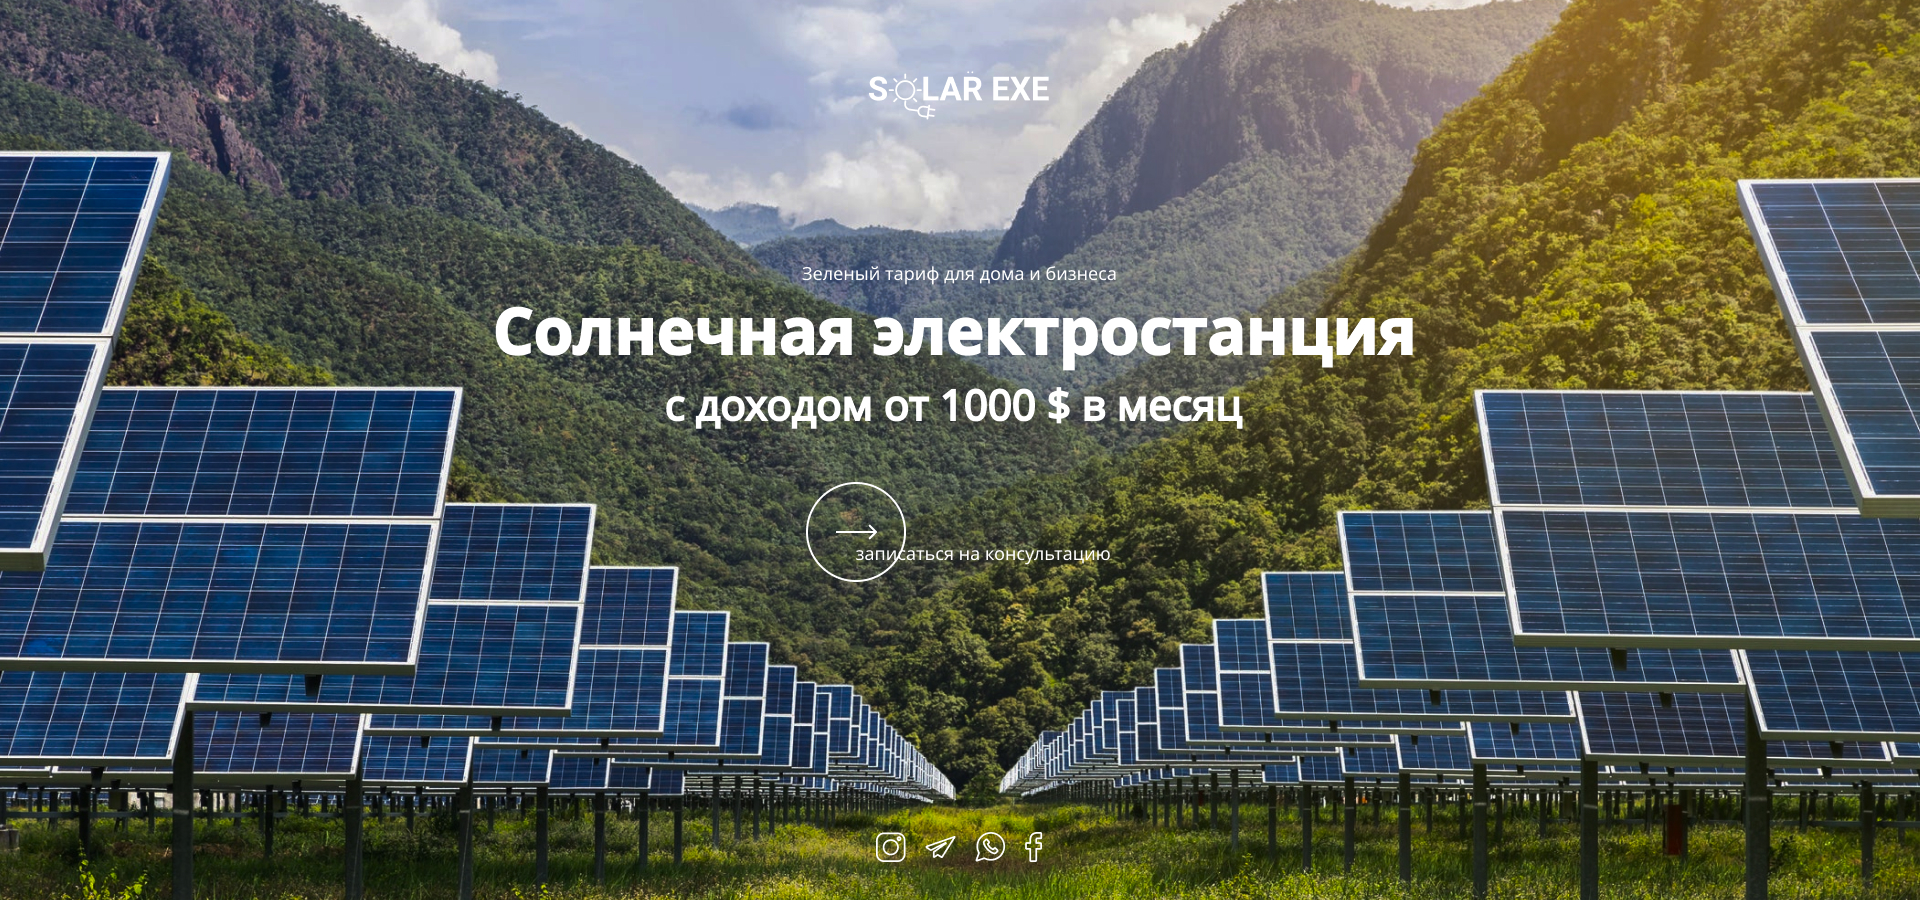 SOLAR EXE
Зеленый тариф для дома и бизнеса
Солнечная электростанция
с доходом от 1000 $ в месяц
записаться на консультацию